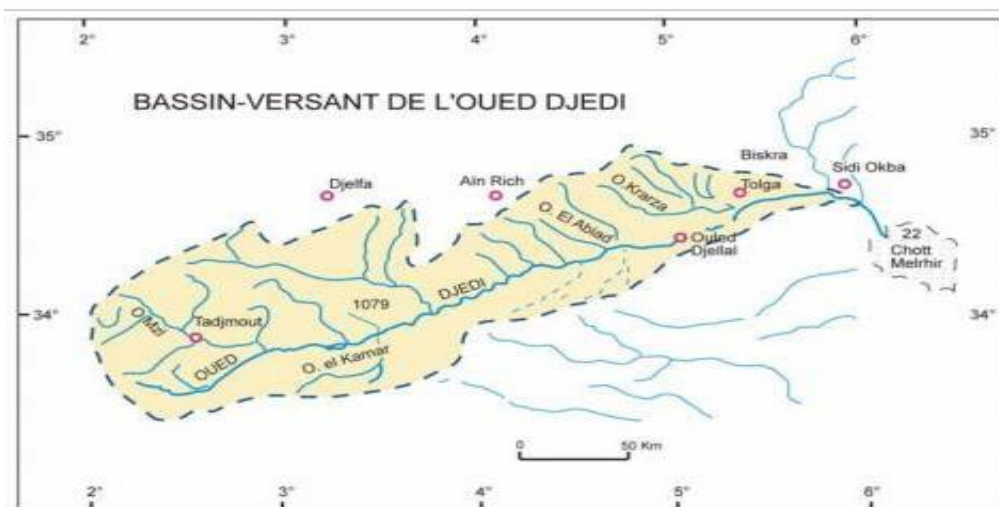 2° 3° 4° 5° 6°
BASSIN-VERSANT DE L'OUED DJEDI
35° 35°
Biskra
Sidi Okba
Djelfa
Aïn Rich
Tolga
O. Krarza
O. El Abiad
Ouled
Djellal
22
Chott
Melrhir
DJEDI
1079
34° 34°
O. Mzi
Tadjmout
OUED
O. el Kamar
0 50 Km
2° 3° 4° 5° 6°